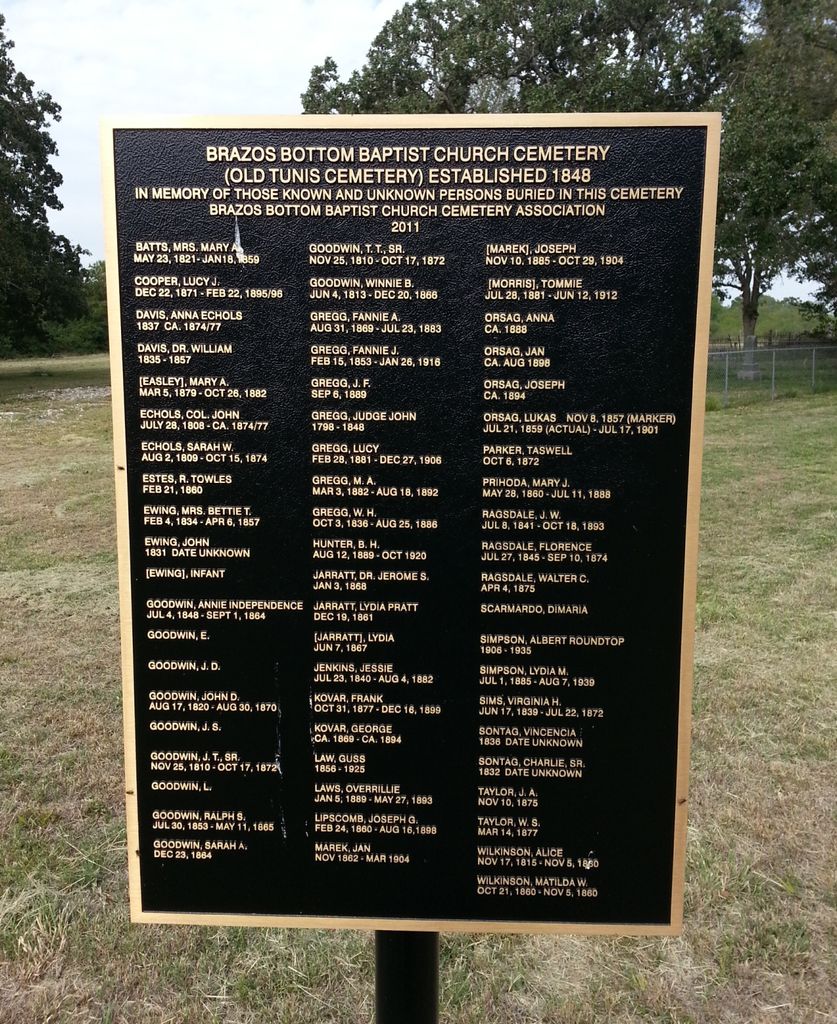 BRAZOS BOTTOM BAPTIST CHURCH CEMETERY
(OLD TUNIS CEMETERY) ESTABLISHED 1848
IN MEMORY OF THOSE KNOWN AND UNKNOWN PERSONS BURIED IN THIS CEMETERY
BRAZOS BOTTOM BAPTIST CHURCH CEMETERY ASSOCIATION
2011
BATTS, MRS. MARY A.
MAY 23, 1821- JAN18, 1859
COOPER, LUCY J.
DEC 22, 1871 - FEB 22, 1895/96
DAVIS, ANNA ECHOLS
1837 CA. 1874/77
DAVIS, DR. WILLIAM
1835 - 1857
[EASLEY], MARY A.
MAR 5, 1879 - OCT 26, 1882
ECHOLS, COL. JOHN
JULY 28, 1808 - CA. 1874/77
ECHOLS, SARAH W.
AUG 2, 1809 - OCT 15, 1874
ESTES, R. TOWLES
FEB 21, 1860
EWING, MRS. BETTIE T.
FEB 4, 1834 - APR 6, 1857
EWING, JOHN
1831 DATE UNKNOWN
[EWING], INFANT
GOODWIN, ANNIE INDEPENDENCE
JUL 4, 1848 - SEPT 1, 1864
GOODWIN, E.
GOODWIN, J. D.
GOODWIN, JOHN D.
AUG 17, 1820 - AUG 30, 1870
GOODWIN, J. S.
GOODWIN, J. T., SR.
NOV 25, 1810 - OCT 17, 1872
GOODWIN, L.
GOODWIN, RALPH S.
JUL 30, 1853 - MAY 11, 1865
GOODWIN, SARAH A.
DEC 23, 1864
GOODWIN, T. T., SR.
NOV 25, 1810 - OCT 17, 1872
GOODWIN, WINNIE B.
JUN 4, 1813 - DEC 20, 1866
GREGG, FANNIE A.
AUG 31, 1869 - JUL 23, 1883
GREGG, FANNIE J.
FEB 15, 1853 - JAN 26, 1916
GREGG, J. F.
SEP 6, 1889
GREGG, JUDGE JOHN
1798 - 1848
GREGG, LUCY
FEB 28, 1881 - DEC 27, 1906
GREGG, M. A.
MAR 3, 1882 - AUG 18, 1892
GREGG, W. H.
OCT 3, 1836 - AUG 25, 1886
HUNTER, B. H.
AUG 12, 1889 - OCT 1920
JARRATT, DR. JEROME S.
JAN 3, 1868
JARRATT, LYDIA PRATT
DEC 19, 1861
[JARRATT], LYDIA
JUN 7, 1867
JENKINS, JESSIE
JUL 23, 1840 - AUG 4, 1882
KOVAR, FRANK
OCT 31, 1877 - DEC 16, 1899
KOVAR, GEORGE
CA. 1869 - CA. 1894
LAW, GUSS
1856 - 1925
LAWS, OVERRILLIE
JAN 5, 1889 - MAY 27, 1893
LIPSCOMB, JOSEPH G.
FEB 24, 1860 - AUG 16,1898
MAREK, JAN
NOV 1862 - MAR 1904
[MAREK], JOSEPH
NOV 10, 1885 - OCT 29, 1904
[MORRIS], TOMMIE
JUL 28, 1881 - JUN 12, 1912
ORSAG, ANNA
CA. 1888
ORSAG, JAN
CA. AUG 1898
ORSAG, JOSEPH
CA. 1894
ORSAG, LUKAS NOV 8, 1857 (MARKER)
JUL 21, 1859 (ACTUAL) - JUL 17, 1901
PARKER, TASWELL
OCT 6, 1872
PRIHODA, MARY J.
MAY 28, 1860 - JUL 11, 1888
RAGSDALE, J. W.
JUL 8, 1841 - OCT 18, 1893
RAGSDALE, FLORENCE
JUL 27, 1845 - SEP 10, 1874
RAGSDALE, WALTER C.
APR 4, 1875
SCARMARDO, DIMARIA
SIMPSON, ALBERT ROUNDTOP
1906 - 1935
SIMPSON, LYDIA M.
JUL 1, 1885 - AUG 7, 1939
SIMS, VIRGINIA H.
JUN 17, 1839 - JUL 22, 1872
SONTAG, VINCENCIA
1836 DATE UNKNOWN
SONTAG, CHARLIE, SR.
1832 DATE UNKNOWN
TAYLOR, J. A.
NOV 10, 1875
TAYLOR, W. S.
MAR 14, 1877
WILKINSON, ALICE
NOV 17, 1815 - NOV 5, 1860
WILKINSON, MATILDA W.
OCT 21, 1860 - NOV 5, 1860